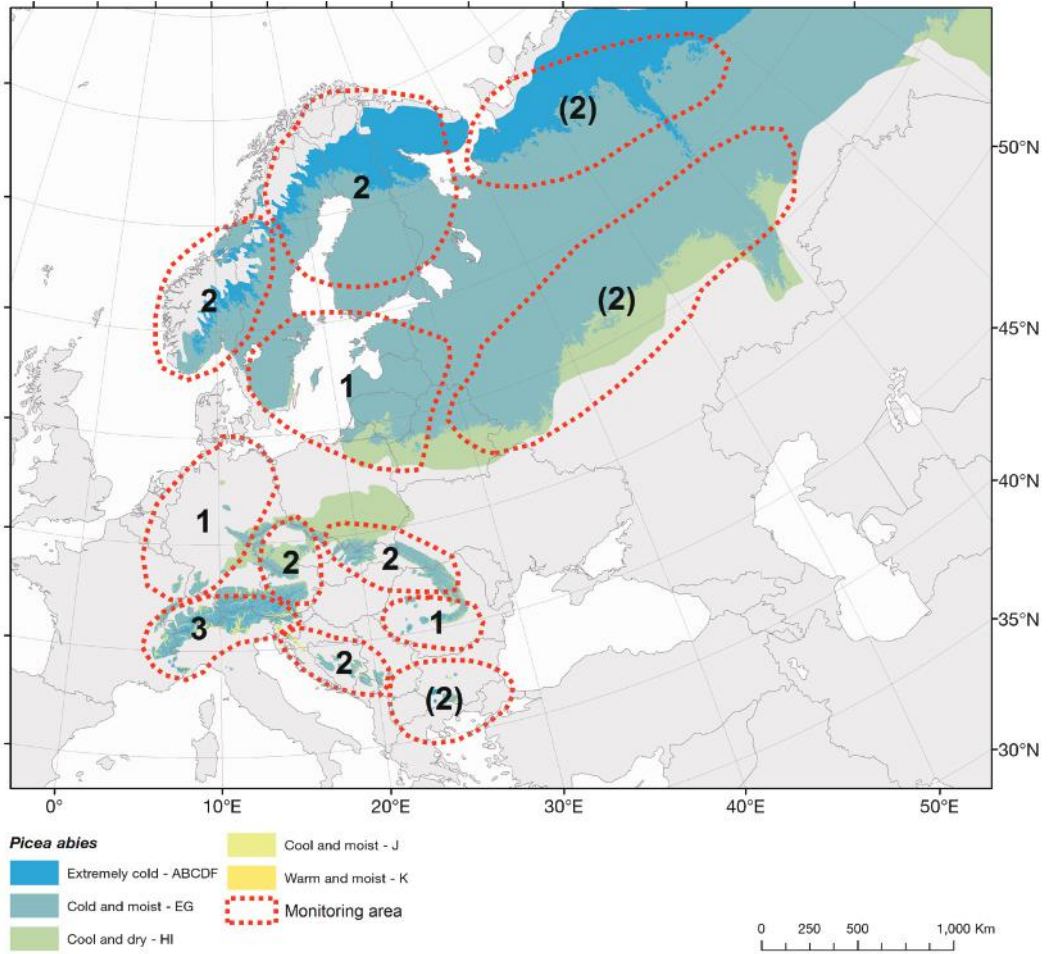 (2)
50°N
2
2
(2)
45°N
1
40°N
1
2
2
35°N
3
1
2
(2)
30°N
0°
10°E
20°E
30°E
40°E
50°E
Picea abies
Extremely cold - ABCDF
Cold and moist - EG
Cool and dry - HI
Cool and moist - J
Warm and moist - K
Monitoring area
0 250 500 1,000 Km